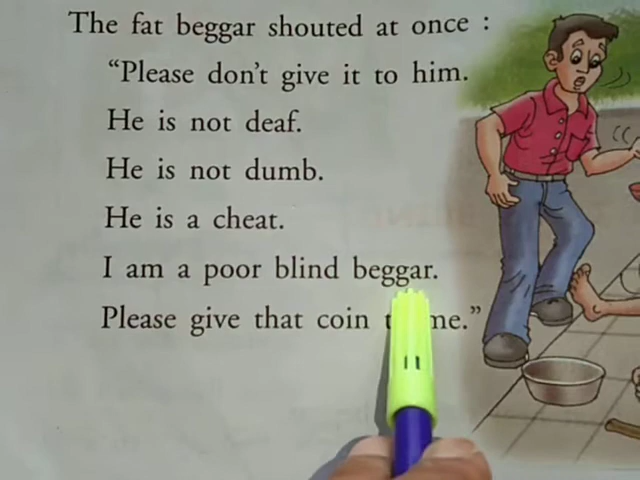 The fat beggar shouted at once :
“Please don’t give it to him.
He is not deaf.
He is not dumb.
He is a cheat.
I am a poor blind beggar.
Please give that coin me.”